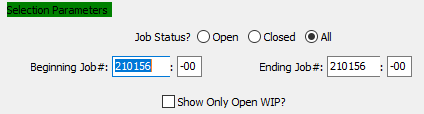 Selection Parameters
Job Status? Open Closed All
Beginning Job#: 210156 : -00 Ending Job#: 210156 : -00
Show Only Open WIP?